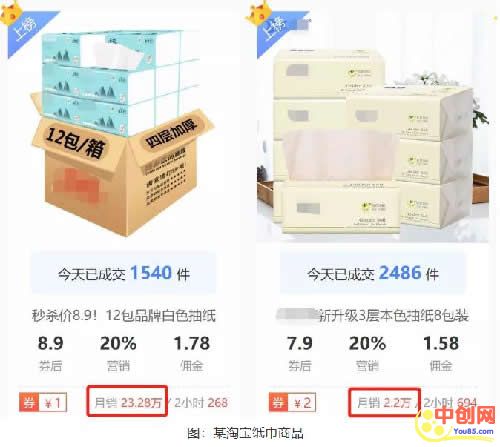 上榜
12包/箱
四层加厚
今天已成交 1540 件
秒杀价8.9！12包品牌白色抽纸
8.9 20% 1.78
券后 营销 佣金
券 ¥1 月销 23.28万 / 2小时 268
上榜
今天已成交 2486 件
新升级3层本色抽纸8包装
7.9 20% 1.58
券后 营销 佣金
券 ¥2 月销 2.2万 / 2小时 694
图：某淘宝纸巾商品
中创网
You85.com